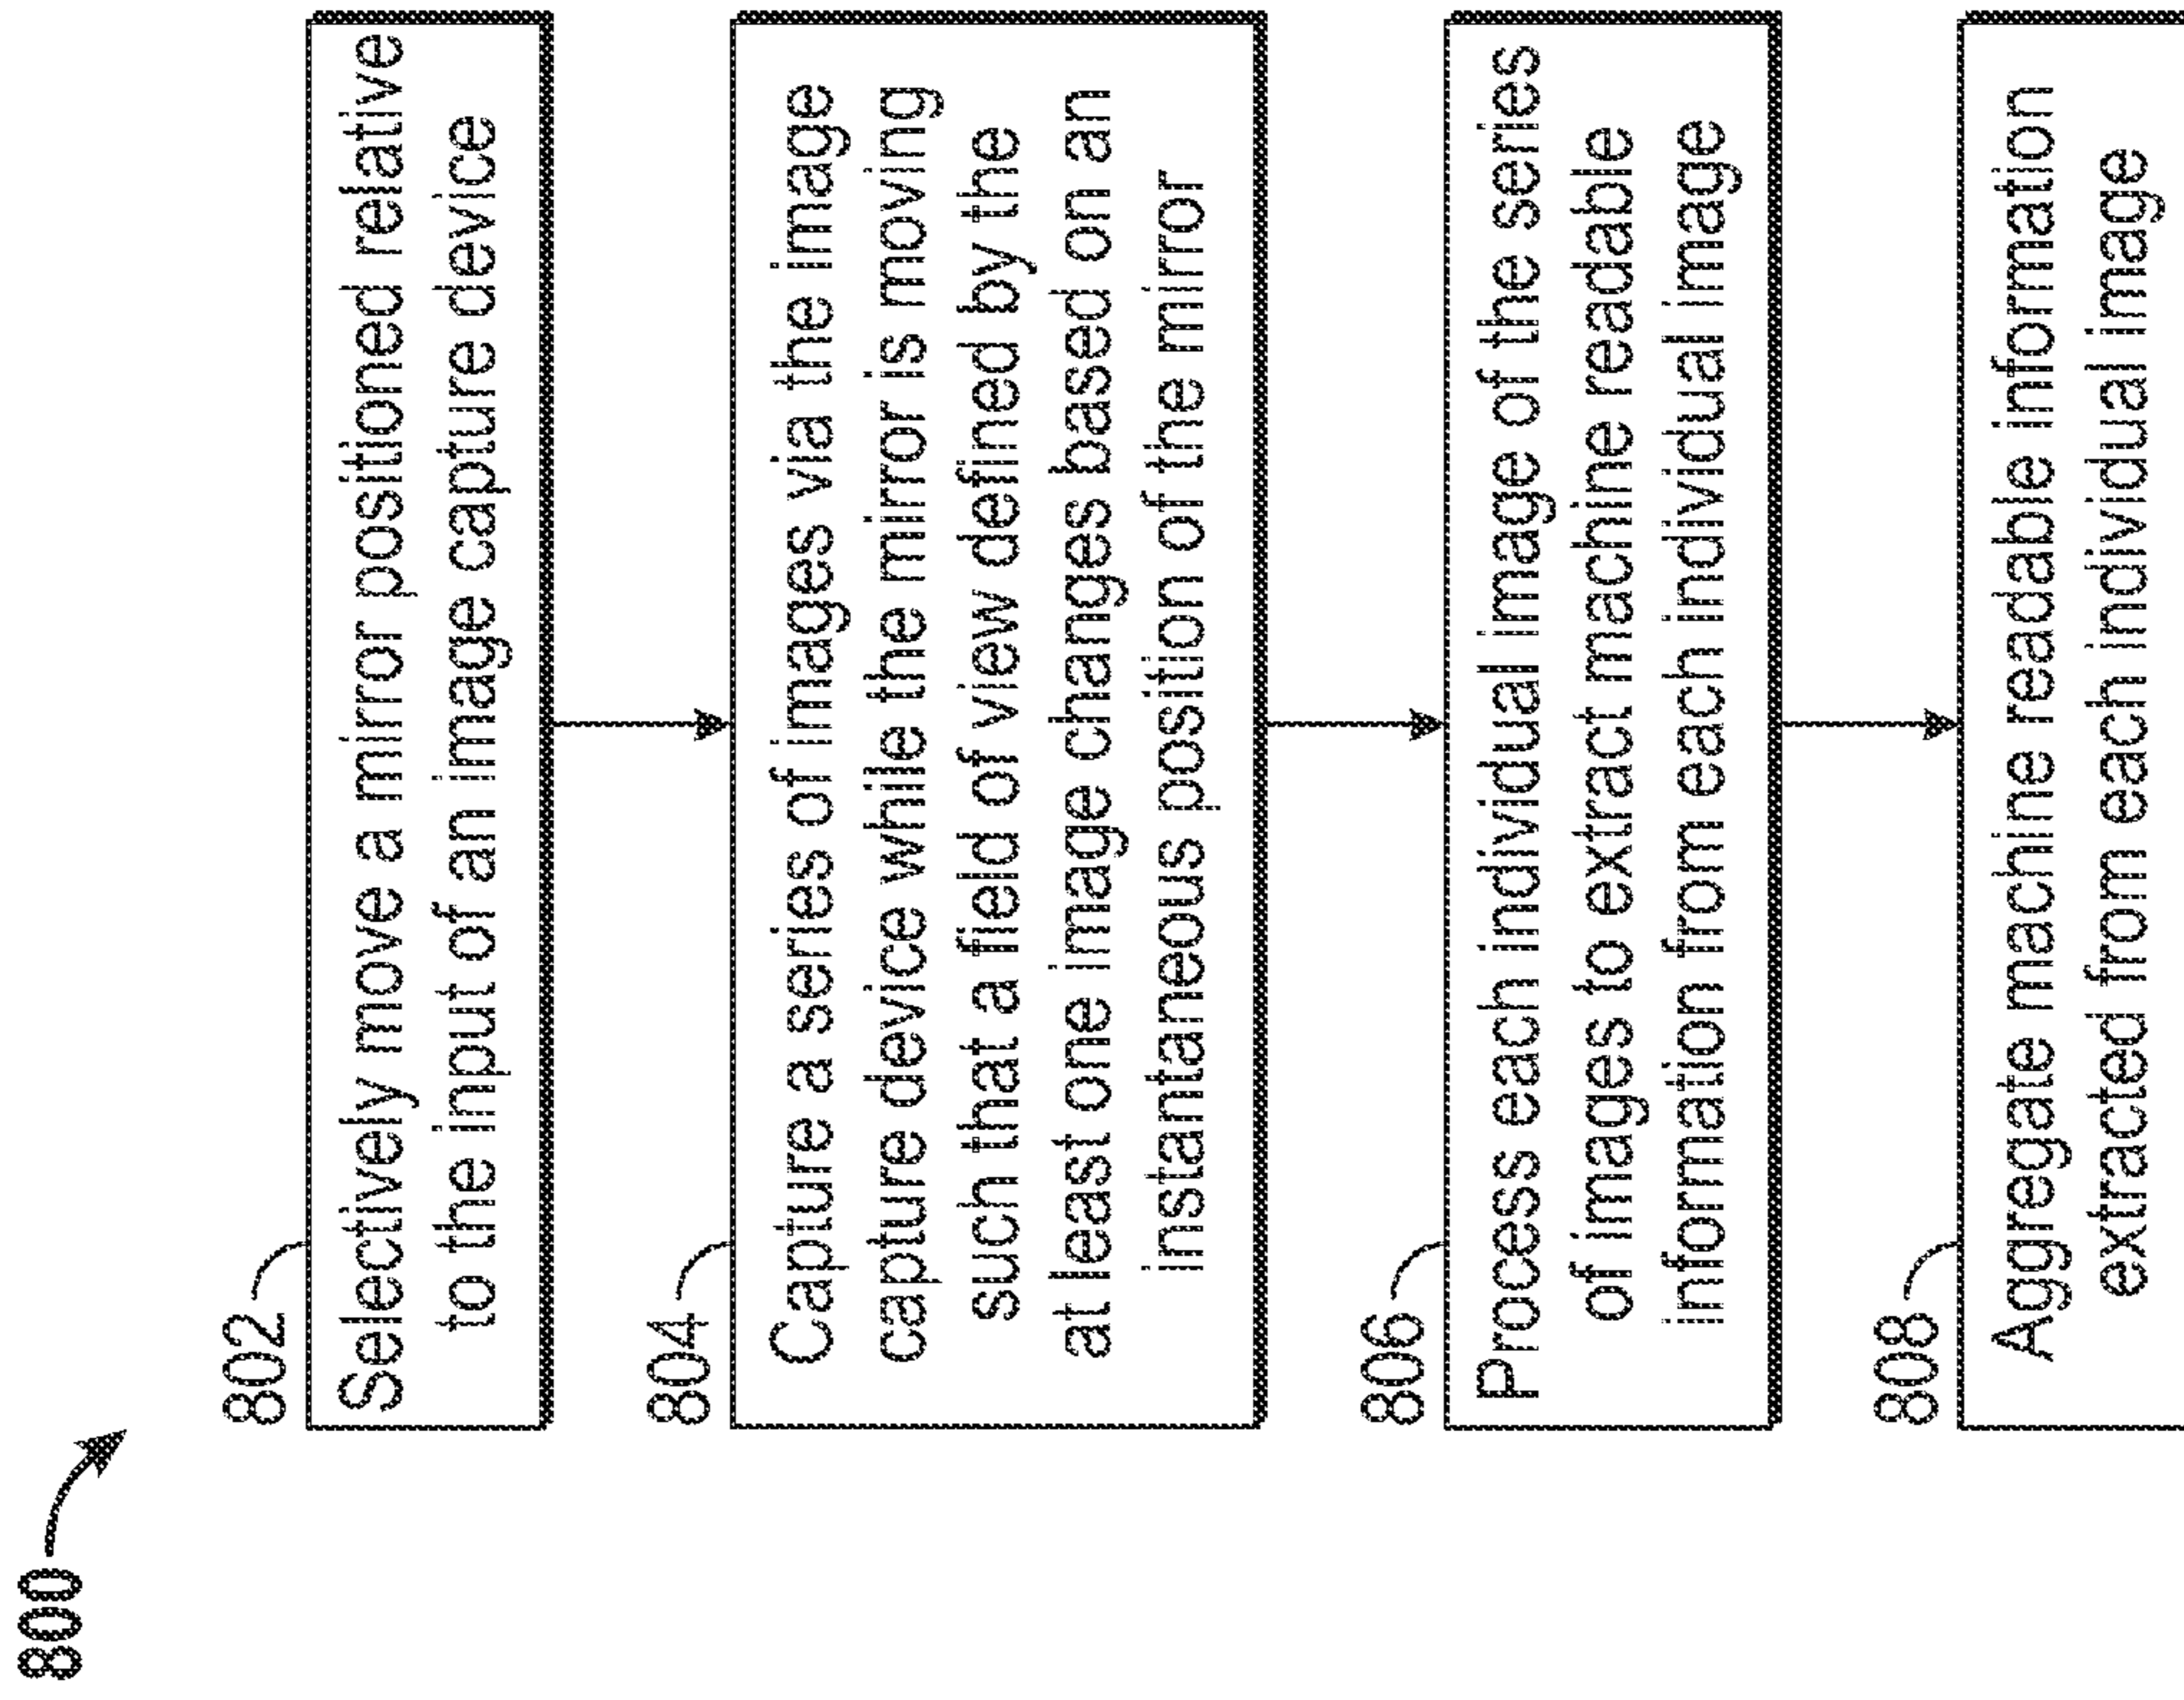 800
802
Selectively move a mirror positioned relative
to the input of an image capture device
804
Capture a series of images via the image
capture device while the mirror is moving
such that a field of view defined by the
at least one image changes based on an
instantaneous position of the mirror
806
Process each individual image of the series
of images to extract machine readable
information from each individual image
808
Aggregate machine readable information
extracted from each individual image